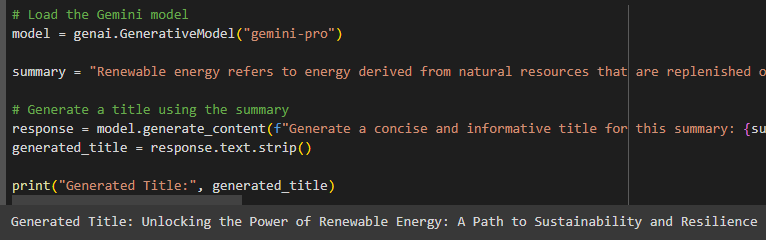 # Load the Gemini model
model = genai.GenerativeModel("gemini-pro")
summary = "Renewable energy refers to energy derived from natural resources that are replenished o
# Generate a title using the summary
response = model.generate_content(f"Generate a concise and informative title for this summary: {su
generated_title = response.text.strip()
print("Generated Title:", generated_title)
Generated Title: Unlocking the Power of Renewable Energy: A Path to Sustainability and Resilience